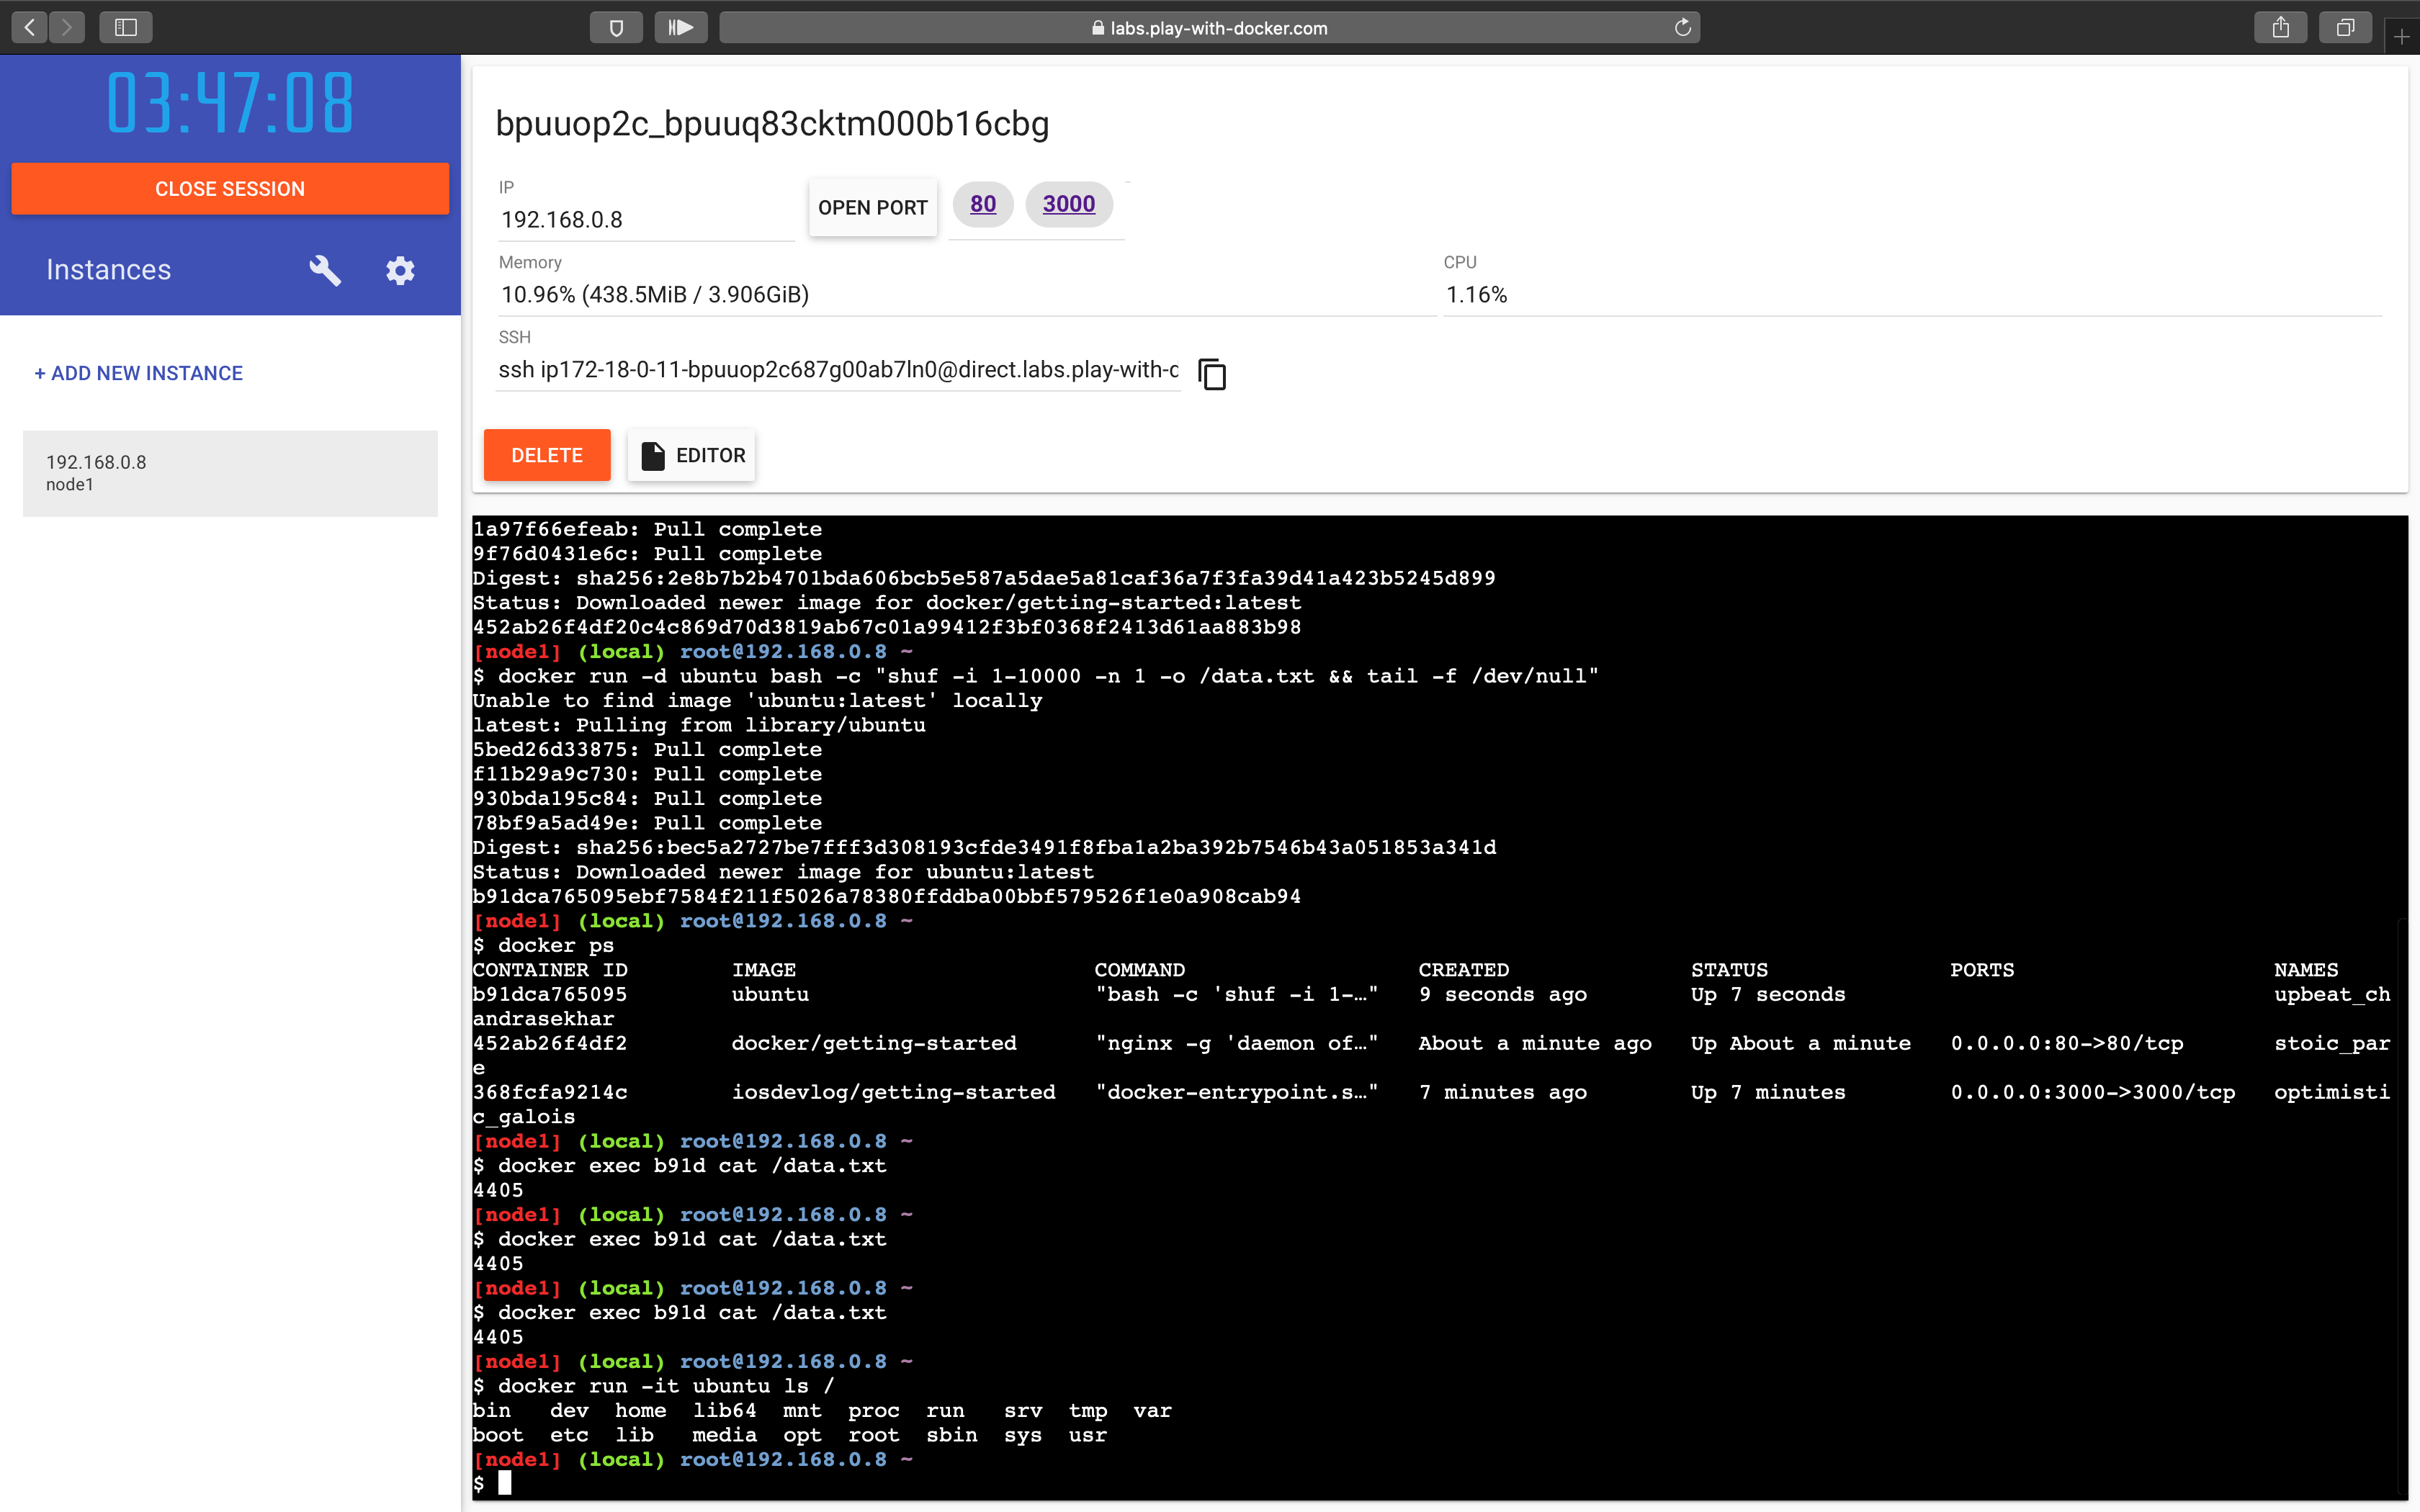 labs.play-with-docker.com
03:47:08
CLOSE SESSION
Instances
+ ADD NEW INSTANCE
192.168.0.8
node1
bpuuop2c_bpuuq83cktm000b16cbg
IP
192.168.0.8
OPEN PORT
80
3000
Memory
10.96% (438.5MiB / 3.906GiB)
CPU
1.16%
SSH
ssh ip172-18-0-11-bpuuop2c687g00ab7ln0@direct.labs.play-with-c
DELETE
EDITOR
1a97f66efeab: Pull complete
9f76d0431e6c: Pull complete
Digest: sha256:2e8b7b2b4701bda606bcb5e587a5dae5a81caf36a7f3fa39d41a423b5245d899
Status: Downloaded newer image for docker/getting-started:latest
452ab26f4df20c4c869d70d3819ab67c01a99412f3bf0368f2413d61aa883b98
[node1] (local) root@192.168.0.8 ~
$ docker run -d ubuntu bash -c "shuf -i 1-10000 -n 1 -o /data.txt && tail -f /dev/null"
Unable to find image 'ubuntu:latest' locally
latest: Pulling from library/ubuntu
5bed26d33875: Pull complete
f11b29a9c730: Pull complete
930bda195c84: Pull complete
78bf9a5ad49e: Pull complete
Digest: sha256:bec5a2727be7fff3d308193cfde3491f8fba1a2ba392b7546b43a051853a341d
Status: Downloaded newer image for ubuntu:latest
b91dca765095ebf7584f211f5026a78380ffddba00bbf579526f1e0a908cab94
[node1] (local) root@192.168.0.8 ~
$ docker ps
CONTAINER ID IMAGE COMMAND CREATED STATUS PORTS NAMES
b91dca765095 ubuntu "bash -c 'shuf -i 1-…" 9 seconds ago Up 7 seconds upbeat_ch
andrasekhar
452ab26f4df2 docker/getting-started "nginx -g 'daemon of…" About a minute ago Up About a minute 0.0.0.0:80->80/tcp stoic_par
e
368fcfa9214c iosdevlog/getting-started "docker-entrypoint.s…" 7 minutes ago Up 7 minutes 0.0.0.0:3000->3000/tcp optimisti
c_galois
[node1] (local) root@192.168.0.8 ~
$ docker exec b91d cat /data.txt
4405
[node1] (local) root@192.168.0.8 ~
$ docker exec b91d cat /data.txt
4405
[node1] (local) root@192.168.0.8 ~
$ docker exec b91d cat /data.txt
4405
[node1] (local) root@192.168.0.8 ~
$ docker run -it ubuntu ls /
bin dev home lib64 mnt proc run srv tmp var
boot etc lib media opt root sbin sys usr
[node1] (local) root@192.168.0.8 ~
$